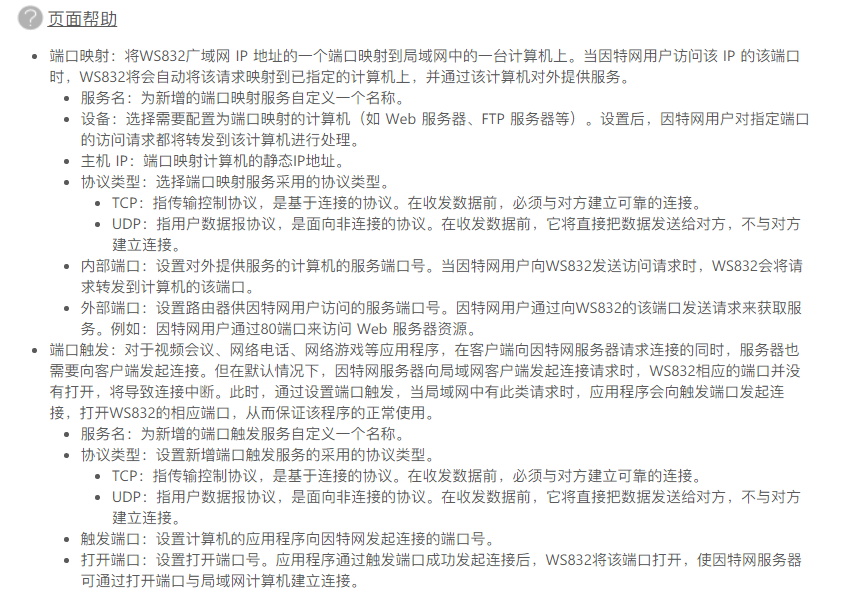 页面帮助
端口映射：将WS832广域网 IP 地址的一个端口映射到局域网中的一台计算机上。当因特网用户访问该 IP 的该端口
时，WS832将会自动将该请求映射到已指定的计算机上，并通过该计算机对外提供服务。
服务名：为新增的端口映射服务自定义一个名称。
设备：选择需要配置为端口映射的计算机（如 Web 服务器、FTP 服务器等）。设置后，因特网用户对指定端口
的访问请求都将转发到该计算机进行处理。
主机 IP：端口映射计算机的静态IP地址。
协议类型：选择端口映射服务采用的协议类型。
TCP：指传输控制协议，是基于连接的协议。在收发数据前，必须与对方建立可靠的连接。
UDP：指用户数据报协议，是面向非连接的协议。在收发数据前，它将直接把数据发送给对方，不与对方
建立连接。
内部端口：设置对外提供服务的计算机的服务端口号。当因特网用户向WS832发送访问请求时，WS832会将请
求转发到计算机的该端口。
外部端口：设置路由器供因特网用户访问的服务端口号。因特网用户通过向WS832的该端口发送请求来获取服
务。例如：因特网用户通过80端口来访问 Web 服务器资源。
端口触发：对于视频会议、网络电话、网络游戏等应用程序，在客户端向因特网服务器请求连接的同时，服务器也
需要向客户端发起连接。但在默认情况下，因特网服务器向局域网客户端发起连接请求时，WS832相应的端口并没
有打开，将导致连接中断。此时，通过设置端口触发，当局域网中有此类请求时，应用程序会向触发端口发起连
接，打开WS832的相应端口，从而保证该程序的正常使用。
服务名：为新增的端口触发服务自定义一个名称。
协议类型：设置新增端口触发服务的采用的协议类型。
TCP：指传输控制协议，是基于连接的协议。在收发数据前，必须与对方建立可靠的连接。
UDP：指用户数据报协议，是面向非连接的协议。在收发数据前，它将直接把数据发送给对方，不与对方
建立连接。
触发端口：设置计算机的应用程序向因特网发起连接的端口号。
打开端口：设置打开端口号。应用程序通过触发端口成功发起连接后，WS832将该端口打开，使因特网服务器
可通过打开端口与局域网计算机建立连接。